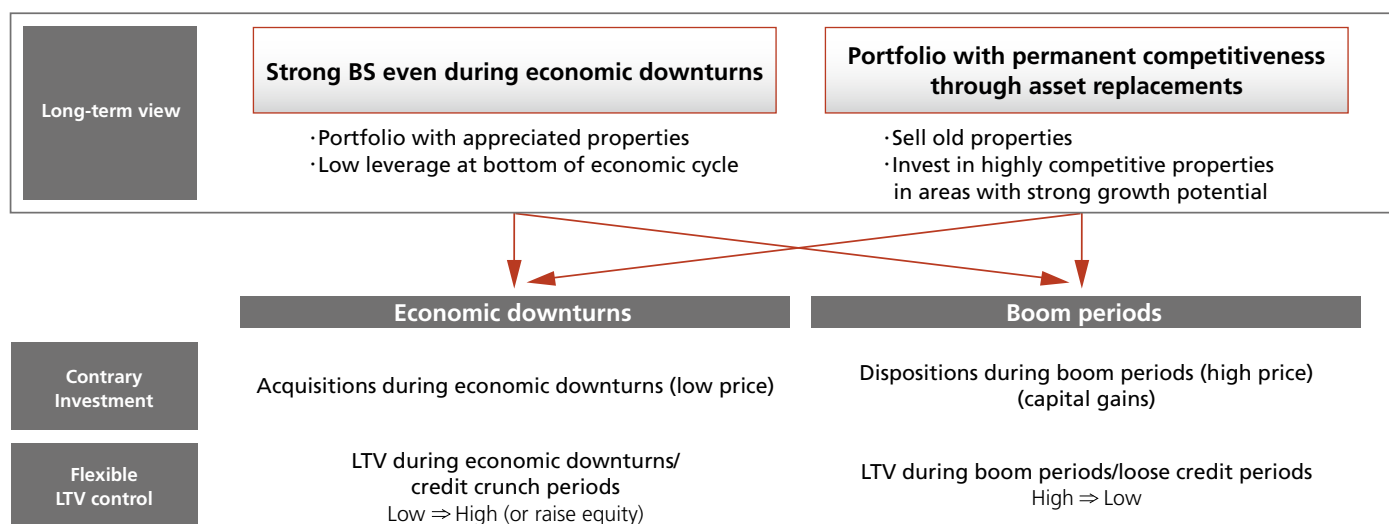 Long-term view
Strong BS even during economic downturns
·Portfolio with appreciated properties
·Low leverage at bottom of economic cycle
Portfolio with permanent competitiveness
through asset replacements
·Sell old properties
·Invest in highly competitive properties
in areas with strong growth potential
Economic downturns
Boom periods
Contrary
Investment
Acquisitions during economic downturns (low price)
Dispositions during boom periods (high price)
(capital gains)
Flexible
LTV control
LTV during economic downturns/
credit crunch periods
Low ⇒ High (or raise equity)
LTV during boom periods/loose credit periods
High ⇒ Low